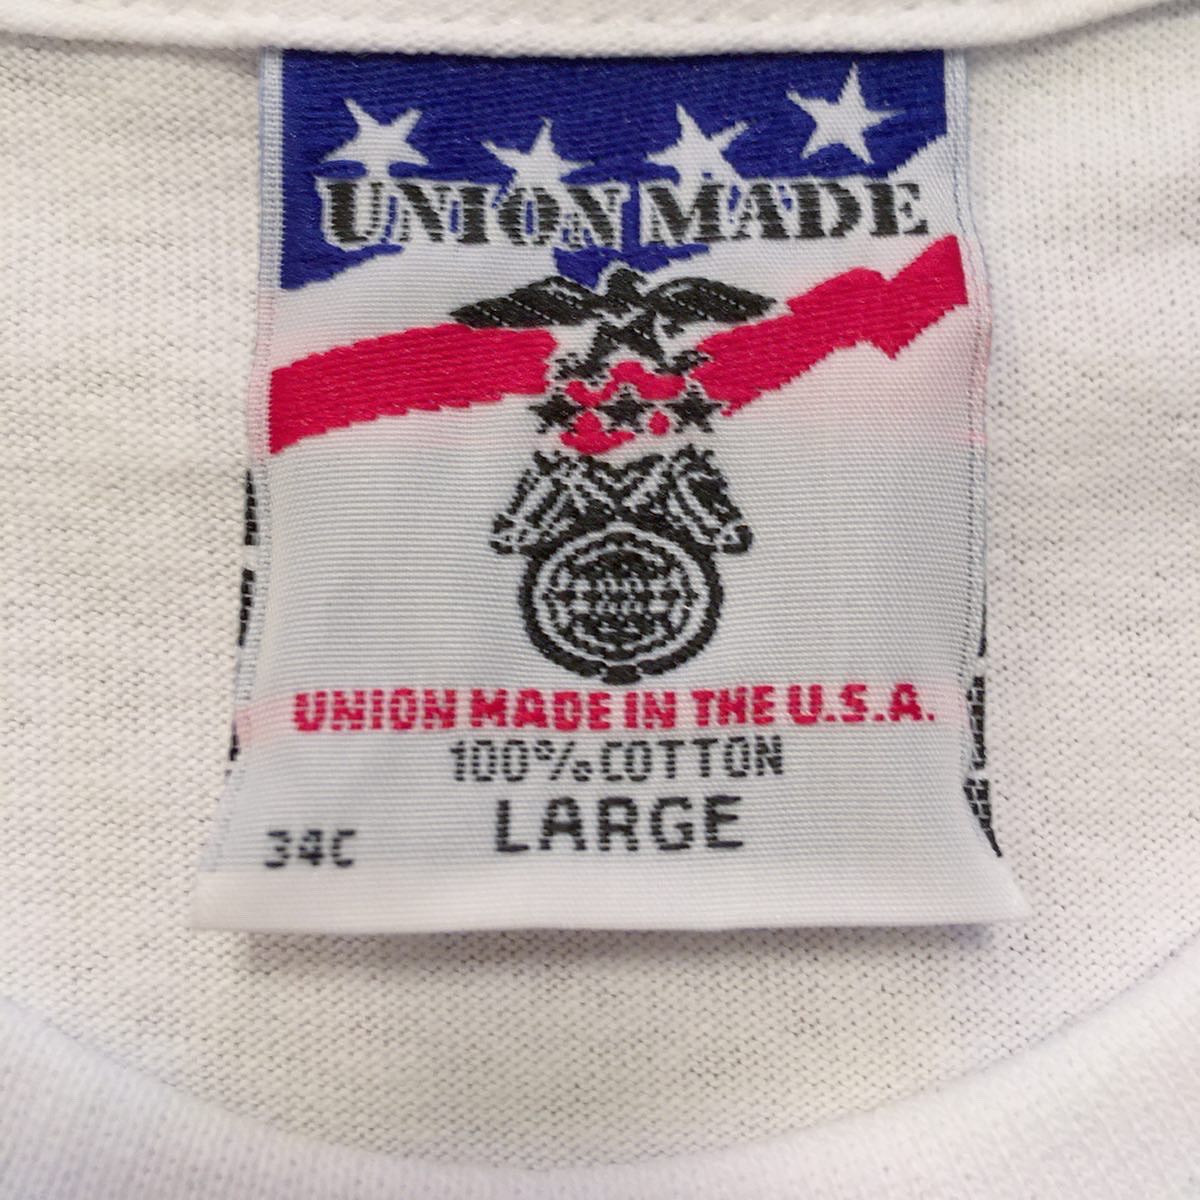 UNION MADE
UNION MADE IN THE U.S.A.
100% COTTON
LARGE
34C